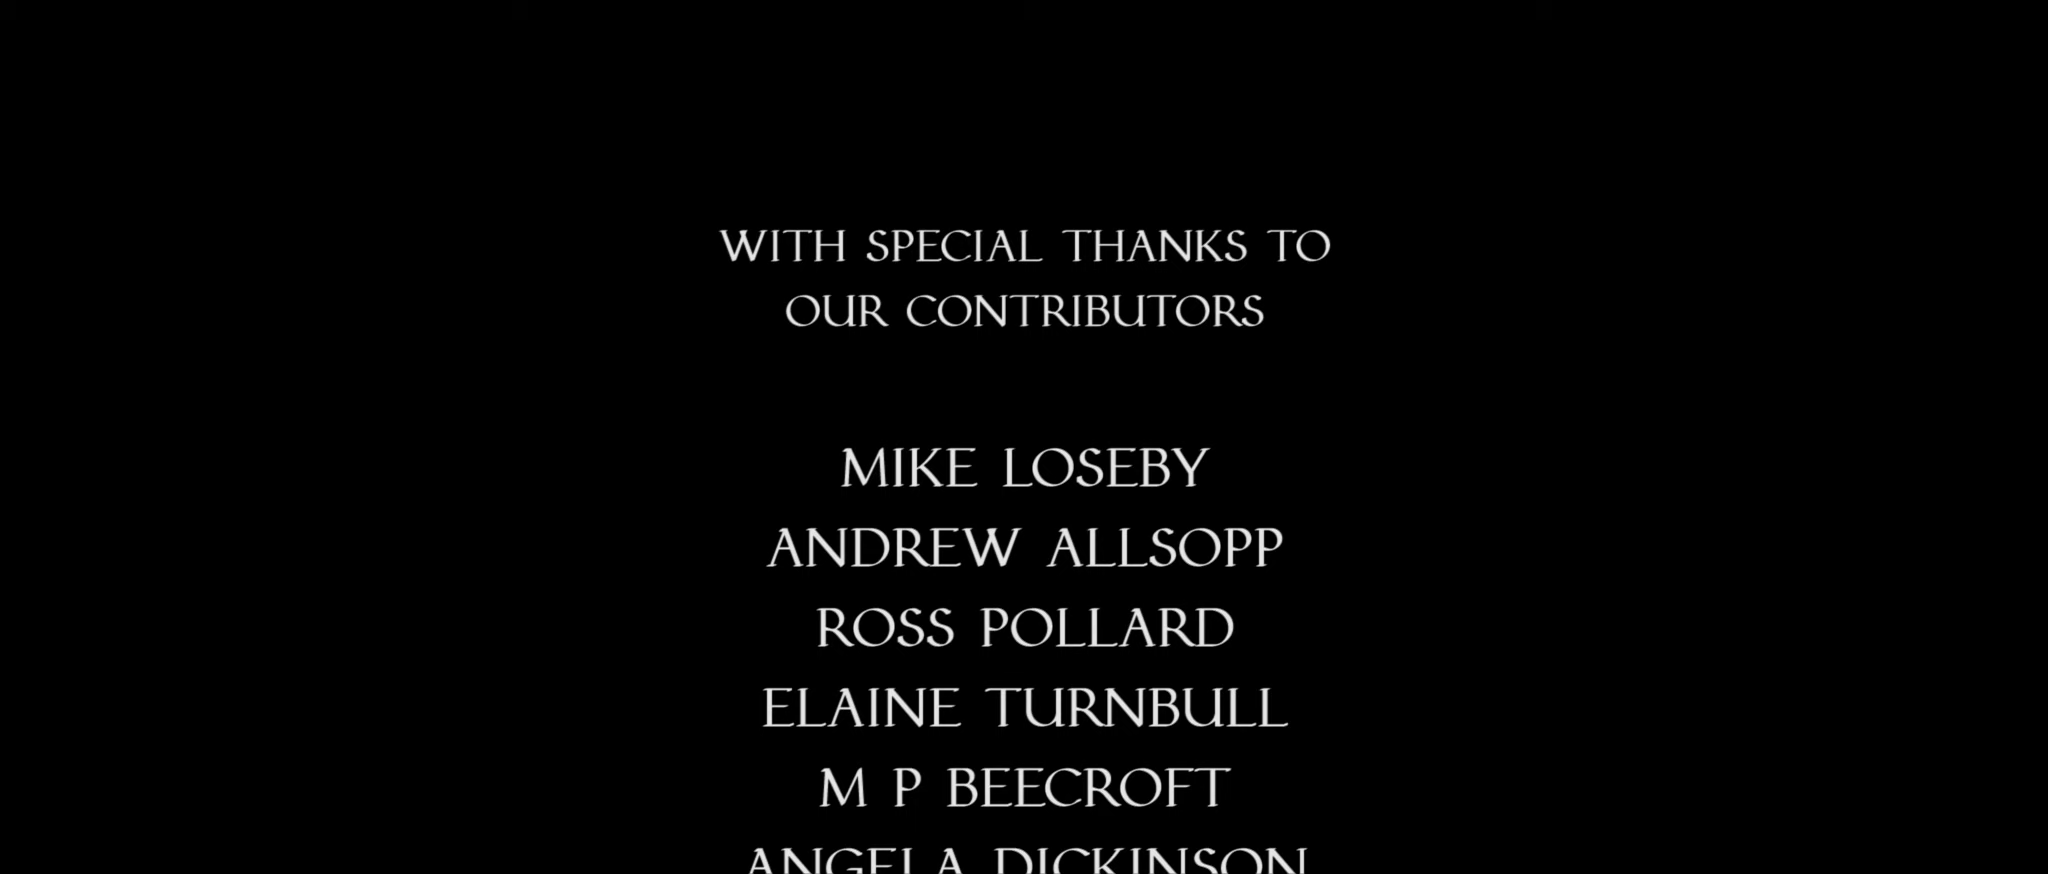 WITH SPECIAL THANKS TO
OUR CONTRIBUTORS
MIKE LOSEBY
ANDREW ALLSOPP
ROSS POLLARD
ELAINE TURNBULL
M P BEECROFT
ANGELA DICKINSON